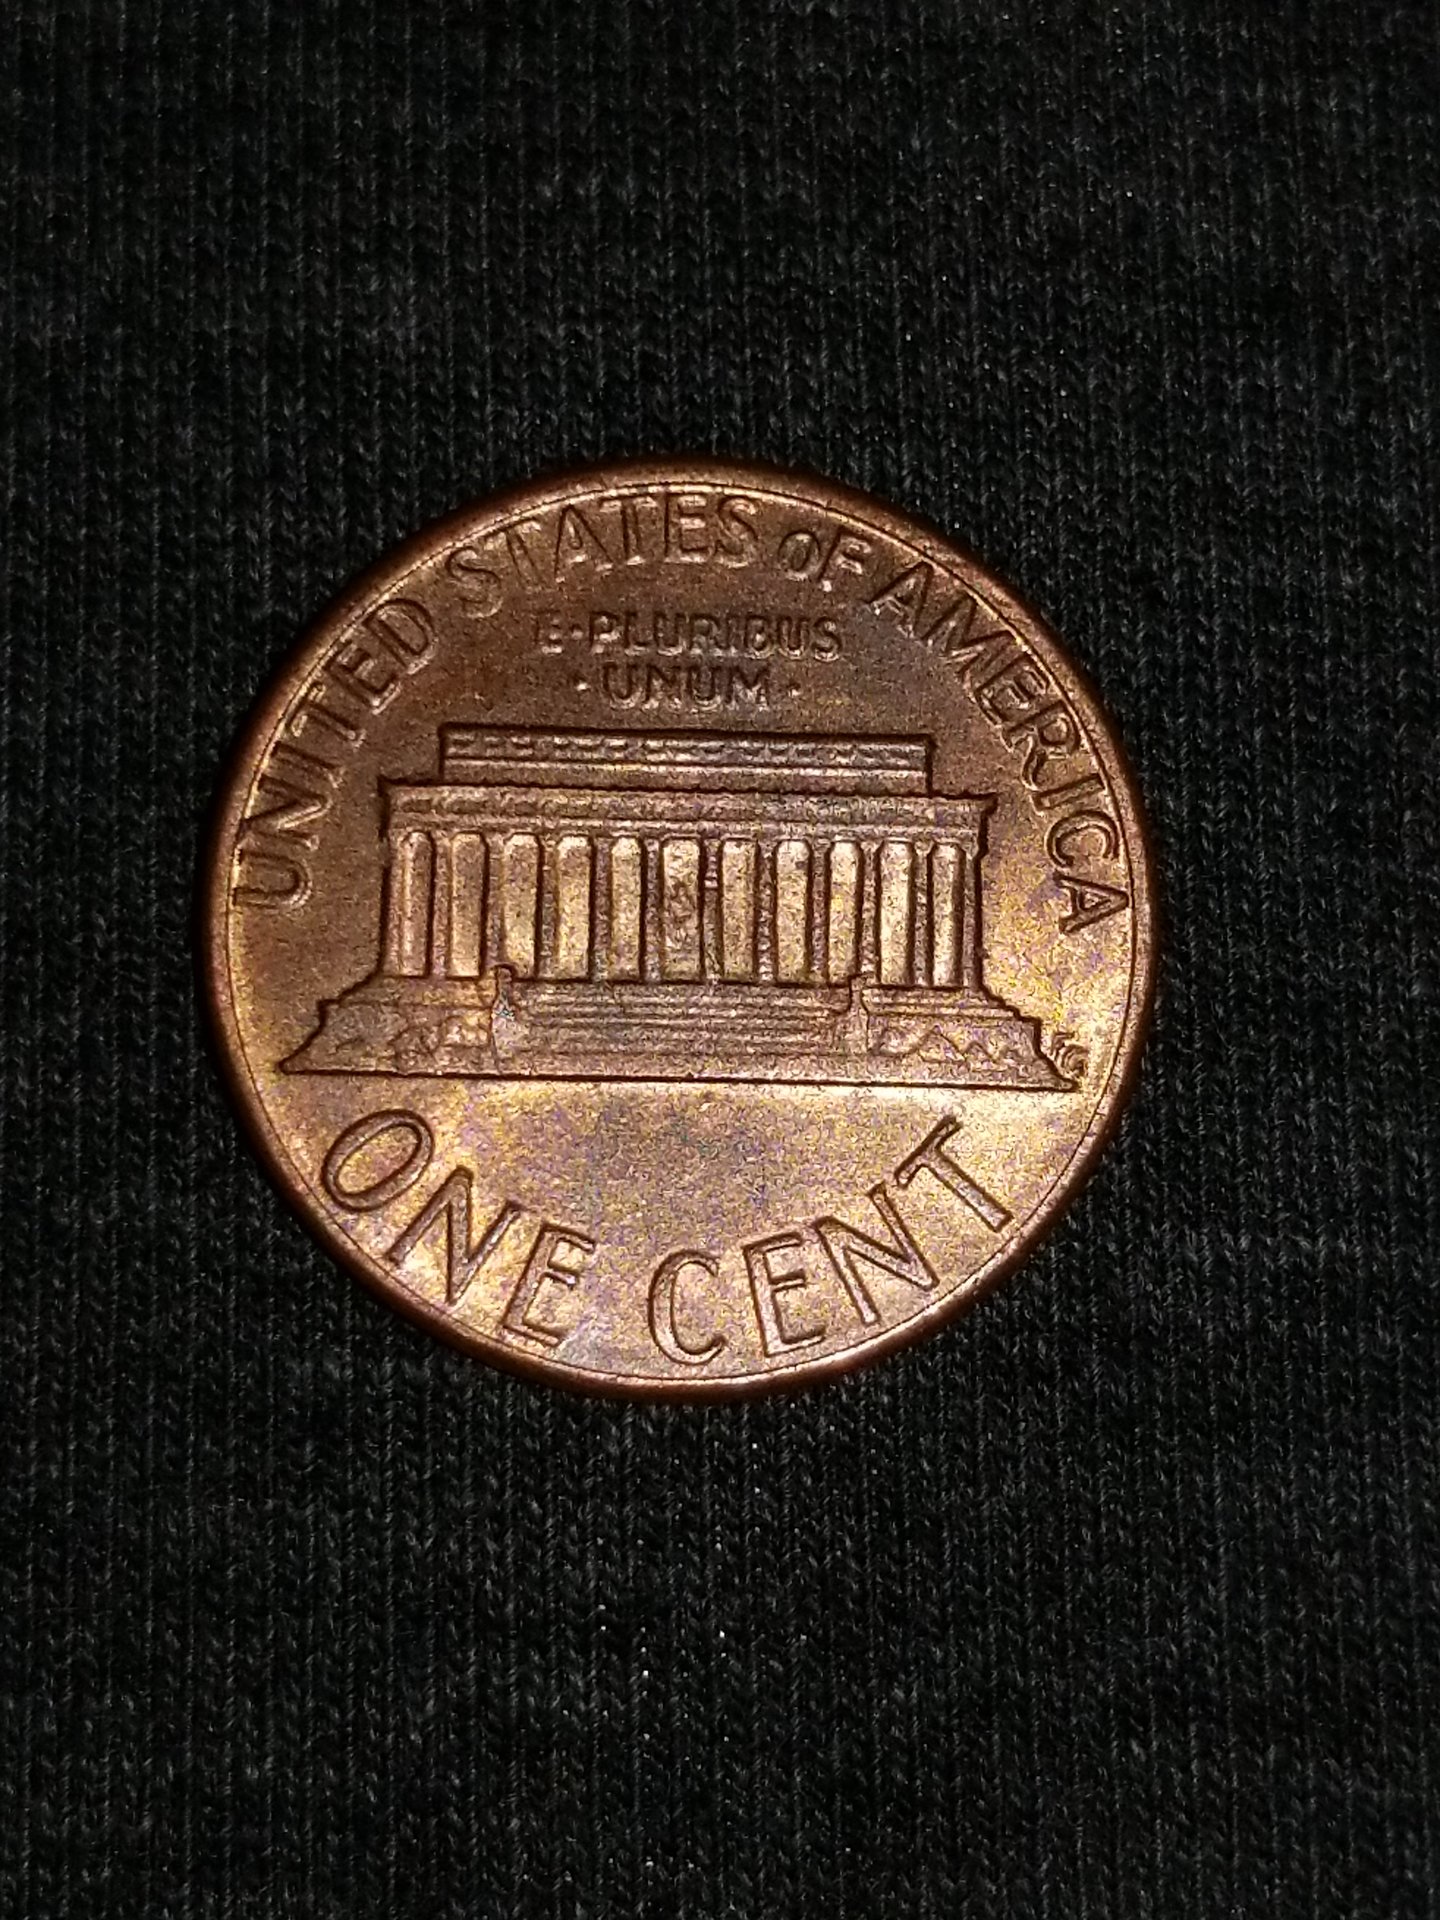 UNITED STATES OF AMERICA
E·PLURIBUS
·UNUM·
ONE CENT